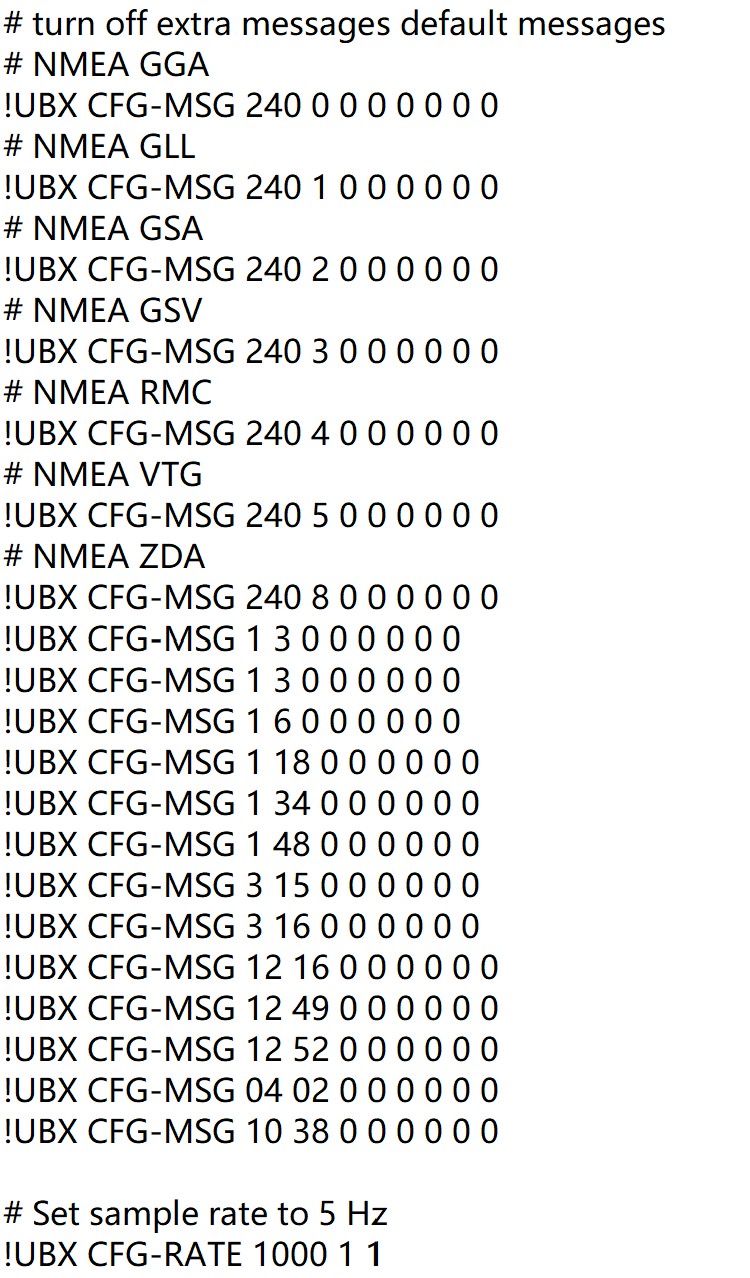 # turn off extra messages default messages
# NMEA GGA
!UBX CFG-MSG 240 0 0 0 0 0 0 0
# NMEA GLL
!UBX CFG-MSG 240 1 0 0 0 0 0 0
# NMEA GSA
!UBX CFG-MSG 240 2 0 0 0 0 0 0
# NMEA GSV
!UBX CFG-MSG 240 3 0 0 0 0 0 0
# NMEA RMC
!UBX CFG-MSG 240 4 0 0 0 0 0 0
# NMEA VTG
!UBX CFG-MSG 240 5 0 0 0 0 0 0
# NMEA ZDA
!UBX CFG-MSG 240 8 0 0 0 0 0 0
!UBX CFG-MSG 1 3 0 0 0 0 0 0
!UBX CFG-MSG 1 3 0 0 0 0 0 0
!UBX CFG-MSG 1 6 0 0 0 0 0 0
!UBX CFG-MSG 1 18 0 0 0 0 0 0
!UBX CFG-MSG 1 34 0 0 0 0 0 0
!UBX CFG-MSG 1 48 0 0 0 0 0 0
!UBX CFG-MSG 3 15 0 0 0 0 0 0
!UBX CFG-MSG 3 16 0 0 0 0 0 0
!UBX CFG-MSG 12 16 0 0 0 0 0 0
!UBX CFG-MSG 12 49 0 0 0 0 0 0
!UBX CFG-MSG 12 52 0 0 0 0 0 0
!UBX CFG-MSG 04 02 0 0 0 0 0 0
!UBX CFG-MSG 10 38 0 0 0 0 0 0
# Set sample rate to 5 Hz
!UBX CFG-RATE 1000 1 1